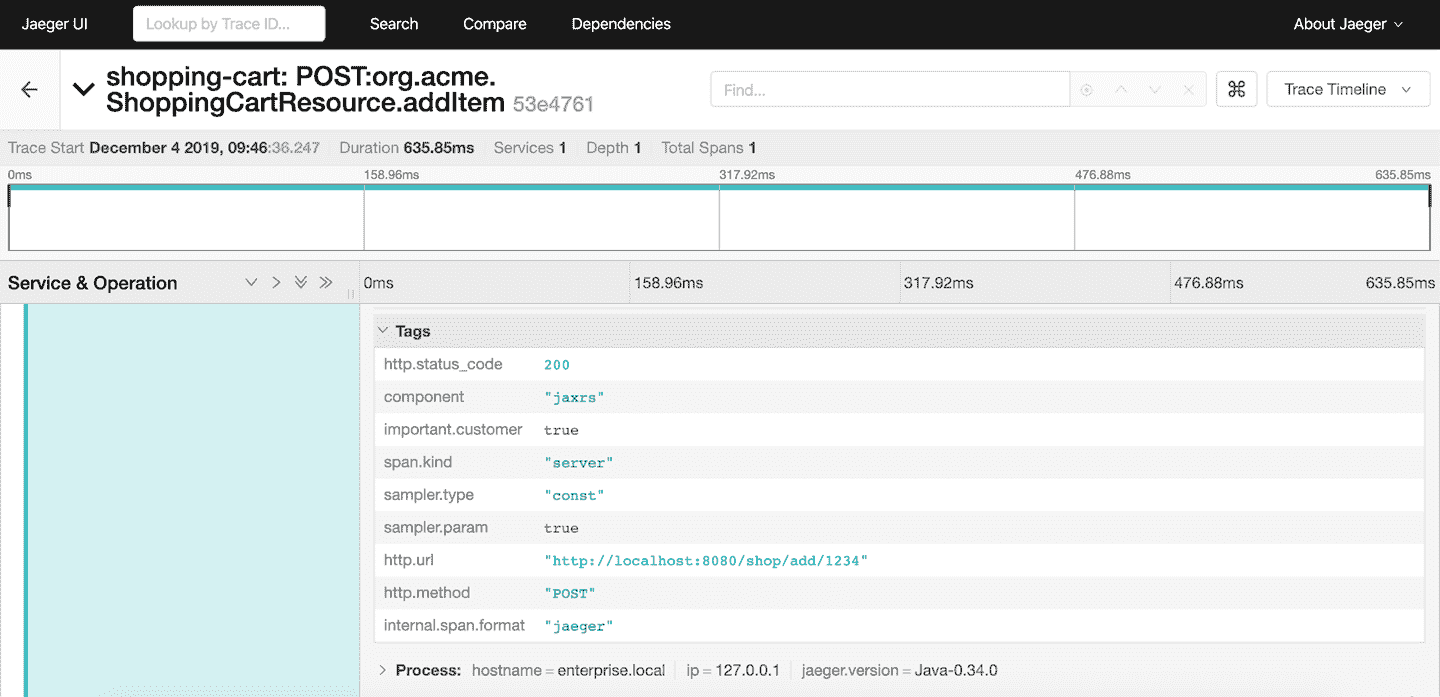 Jaeger UI Lookup by Trace ID... Search Compare Dependencies About Jaeger
shopping-cart: POST:org.acme.
ShoppingCartResource.addItem 53e4761
Find... ⌘ Trace Timeline
Trace Start December 4 2019, 09:46:36.247 Duration 635.85ms Services 1 Depth 1 Total Spans 1
0ms 158.96ms 317.92ms 476.88ms 635.85ms
Service & Operation 0ms 158.96ms 317.92ms 476.88ms 635.85ms
Tags
http.status_code 200
component "jaxrs"
important.customer true
span.kind "server"
sampler.type "const"
sampler.param true
http.url "http://localhost:8080/shop/add/1234"
http.method "POST"
internal.span.format "jaeger"
Process: hostname = enterprise.local ip = 127.0.0.1 jaeger.version = Java-0.34.0